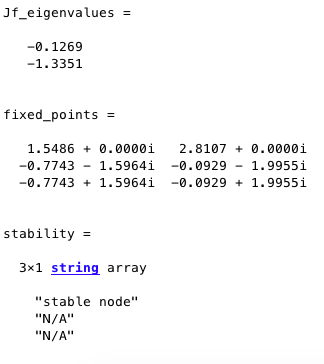 Jf_eigenvalues =
-0.1269
-1.3351
fixed_points =
1.5486 + 0.0000i 2.8107 + 0.0000i
-0.7743 - 1.5964i -0.0929 - 1.9955i
-0.7743 + 1.5964i -0.0929 + 1.9955i
stability =
3×1 string array
"stable node"
"N/A"
"N/A"